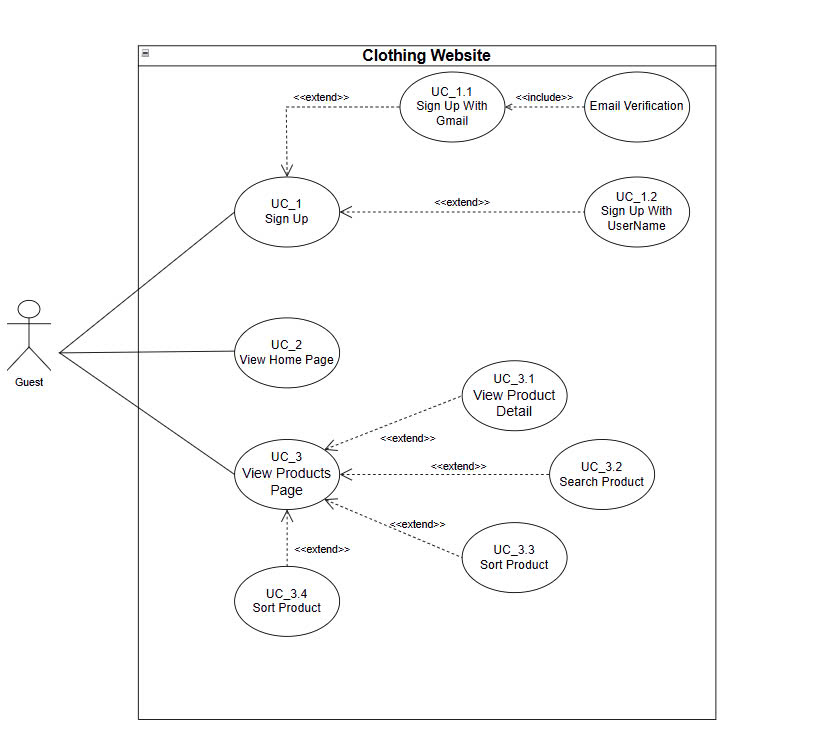 Clothing Website
<<extend>>
UC_1.1
Sign Up With
Gmail
<<include>>
Email Verification
UC_1
Sign Up
<<extend>>
UC_1.2
Sign Up With
UserName
Guest
UC_2
View Home Page
UC_3.1
View Product
Detail
<<extend>>
UC_3
View Products
Page
<<extend>>
UC_3.2
Search Product
<<extend>>
UC_3.3
Sort Product
<<extend>>
UC_3.4
Sort Product